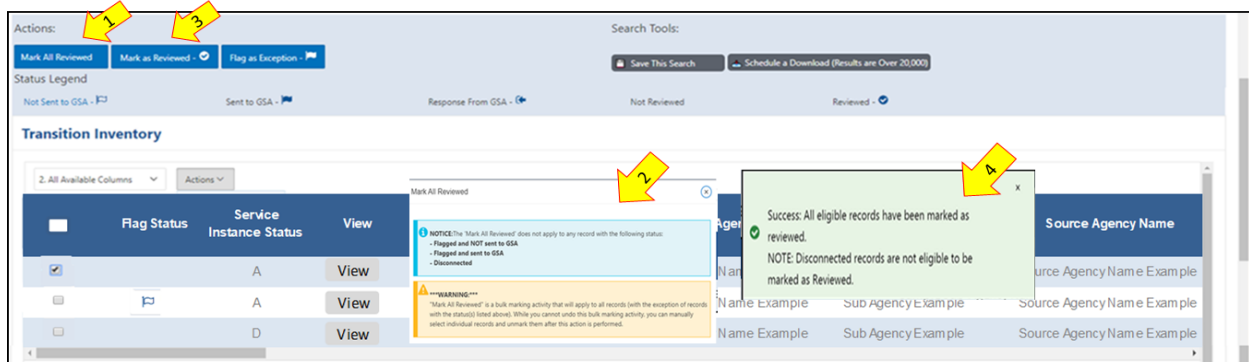 Actions:
Search Tools:
1
3
Mark All Reviewed
Mark as Reviewed -
Flag as Exception -
Save This Search
Schedule a Download (Results are Over 20,000)
Status Legend
Not Sent to GSA -
Sent to GSA -
Response From GSA -
Not Reviewed
Reviewed -
Transition Inventory
2. All Available Columns
Actions
Flag Status
Service
Instance Status
View
Source Agency Name
A
View
Source Agency Name Example
A
View
Name Example
Sub Agency Example
Source Agency Name Example
D
View
Name Example
Sub Agency Example
Source Agency Name Example
2
Mark All Reviewed
NOTICE:The 'Mark All Reviewed' does not apply to any record with the following status:
- Flagged and NOT sent to GSA
- Flagged and sent to GSA
- Disconnected
***WARNING:***
"Mark All Reviewed" is a bulk marking activity that will apply to all records (with the exception of records
with the status(s) listed above). While you cannot undo this bulk marking activity, you can manually
select individual records and unmark them after this action is performed.
4
x
Success: All eligible records have been marked as
reviewed.
NOTE: Disconnected records are not eligible to be
marked as Reviewed.